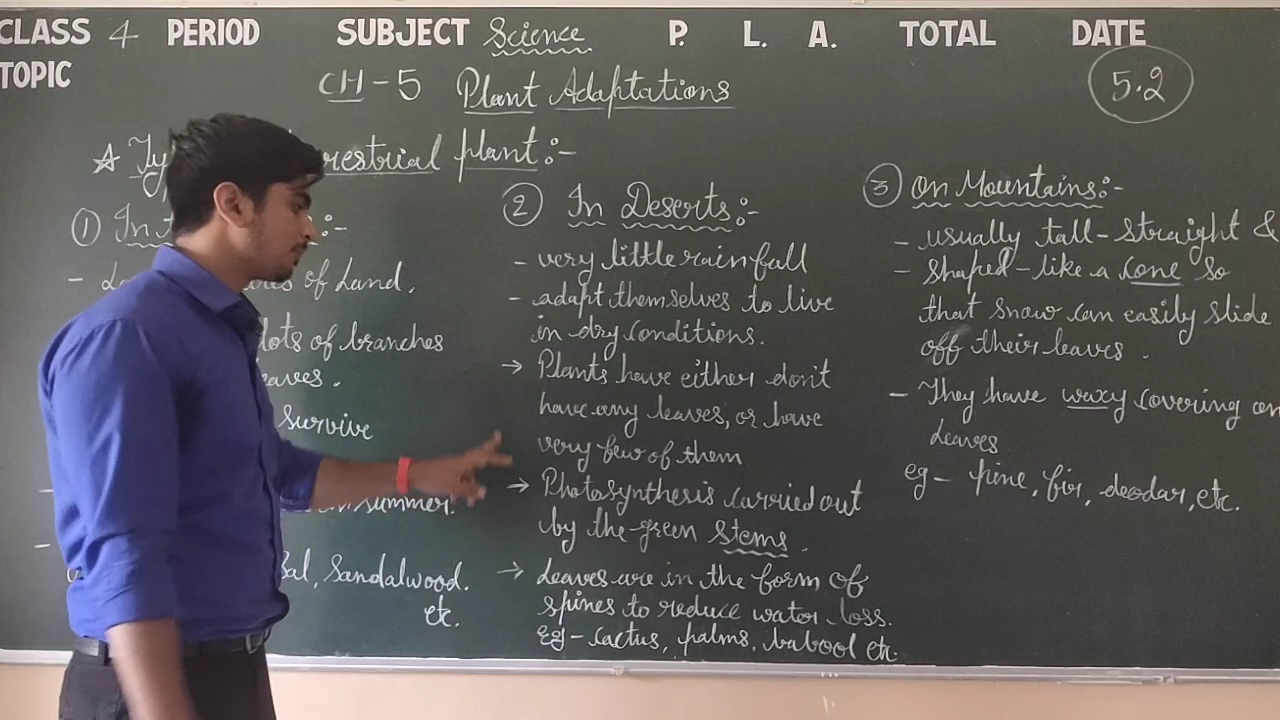 CLASS 4 PERIOD SUBJECT Science P. L. A. TOTAL DATE
TOPIC
CH-5 Plant Adaptations
5.2
plant:-
① In
- of Land.
lots of branches
survive
summer.
Sandalwood.
etc.
② In Deserts:-
- very little rainfall
- adapt themselves to live
in dry conditions.
→ Plants have either don't
have any leaves, or have
very few of them
→ Photosynthesis carried out
by the green stems.
→ Leaves are in the form of
spines to reduce water loss.
Eg- cactus, palms, babool etc.
③ On Mountains:-
- usually tall-straight &
- shaped-like a cone so
that snow can easily slide
off their leaves.
- They have waxy covering on
Leaves
eg- pine, fir, deodar, etc.